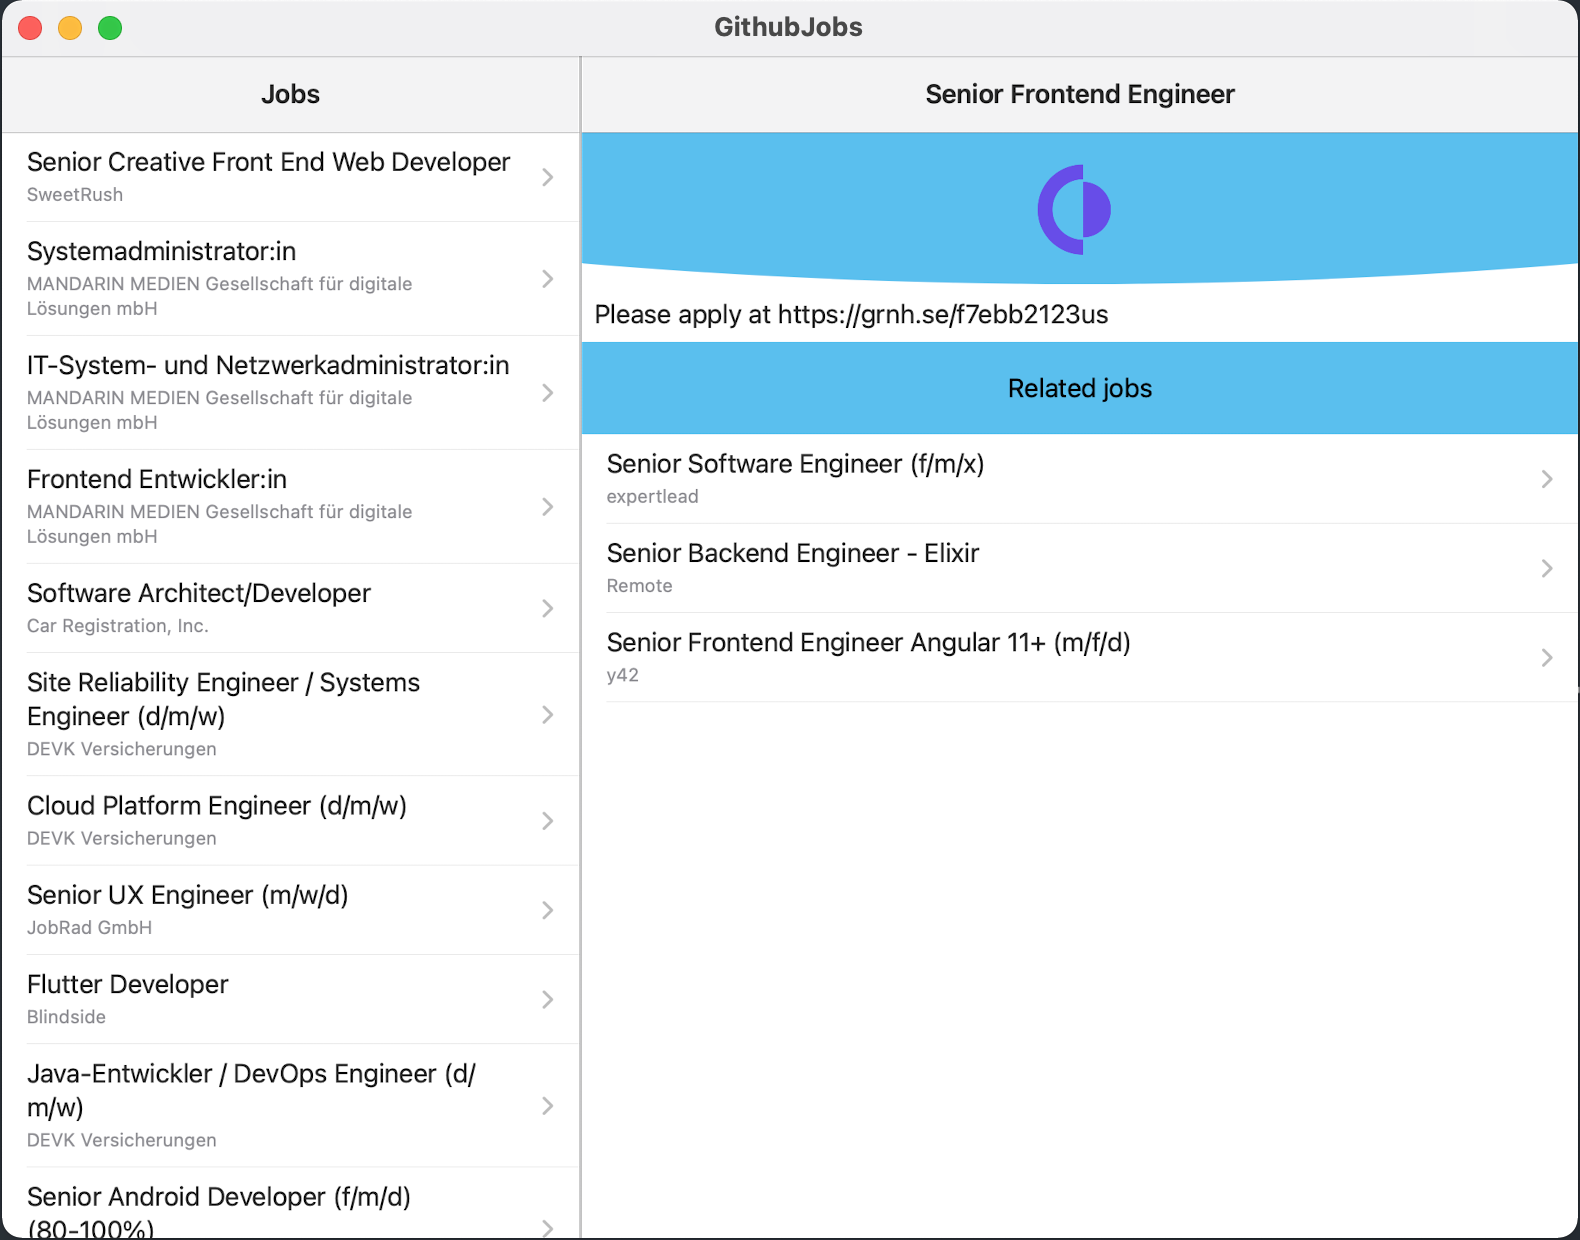 GithubJobs
Jobs
Senior Creative Front End Web Developer
SweetRush
Systemadministrator:in
MANDARIN MEDIEN Gesellschaft für digitale
Lösungen mbH
IT-System- und Netzwerkadministrator:in
MANDARIN MEDIEN Gesellschaft für digitale
Lösungen mbH
Frontend Entwickler:in
MANDARIN MEDIEN Gesellschaft für digitale
Lösungen mbH
Software Architect/Developer
Car Registration, Inc.
Site Reliability Engineer / Systems
Engineer (d/m/w)
DEVK Versicherungen
Cloud Platform Engineer (d/m/w)
DEVK Versicherungen
Senior UX Engineer (m/w/d)
JobRad GmbH
Flutter Developer
Blindside
Java-Entwickler / DevOps Engineer (d/
m/w)
DEVK Versicherungen
Senior Android Developer (f/m/d)
(80-100%)
Senior Frontend Engineer
Please apply at https://grnh.se/f7ebb2123us
Related jobs
Senior Software Engineer (f/m/x)
expertlead
Senior Backend Engineer - Elixir
Remote
Senior Frontend Engineer Angular 11+ (m/f/d)
y42